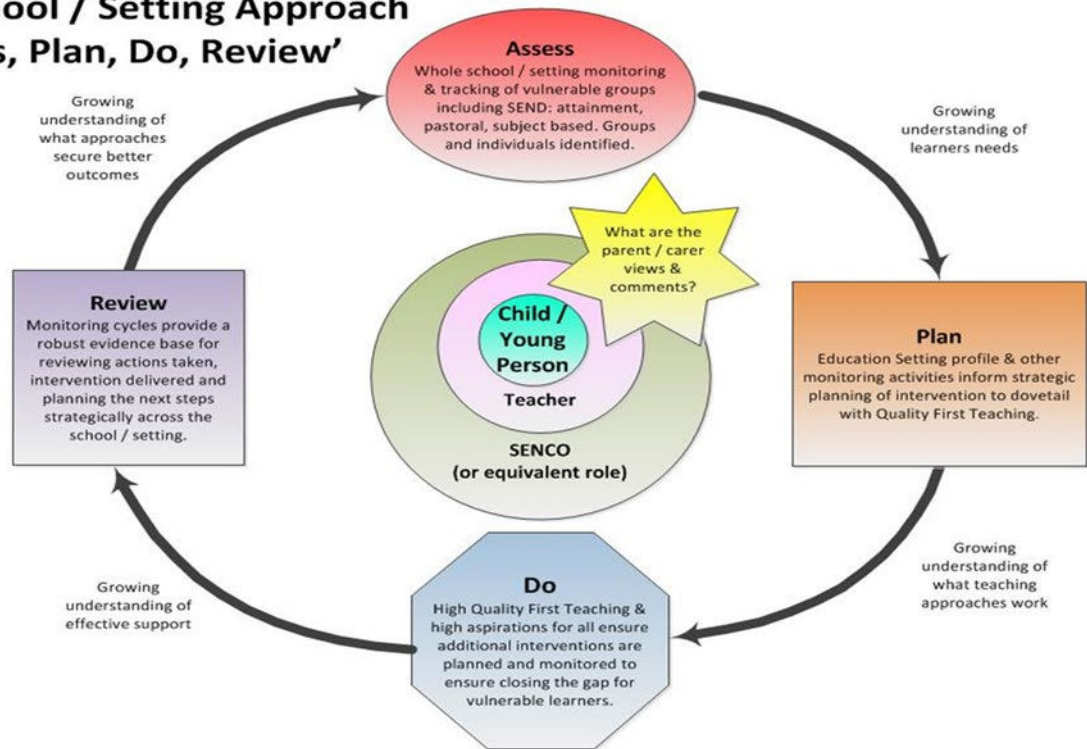 ool / Setting Approach
s, Plan, Do, Review’
Assess
Whole school / setting monitoring
& tracking of vulnerable groups
including SEND: attainment,
pastoral, subject based. Groups
and individuals identified.
Growing
understanding of
learners needs
Plan
Education Setting profile & other
monitoring activities inform strategic
planning of intervention to dovetail
with Quality First Teaching.
Growing
understanding of
what teaching
approaches work
Do
High Quality First Teaching &
high aspirations for all ensure
additional interventions are
planned and monitored to
ensure closing the gap for
vulnerable learners.
Growing
understanding of
effective support
Review
Monitoring cycles provide a
robust evidence base for
reviewing actions taken,
intervention delivered and
planning the next steps
strategically across the
school / setting.
Growing
understanding of
what approaches
secure better
outcomes
What are the
parent / carer
views &
comments?
Child /
Young
Person
Teacher
SENCO
(or equivalent role)